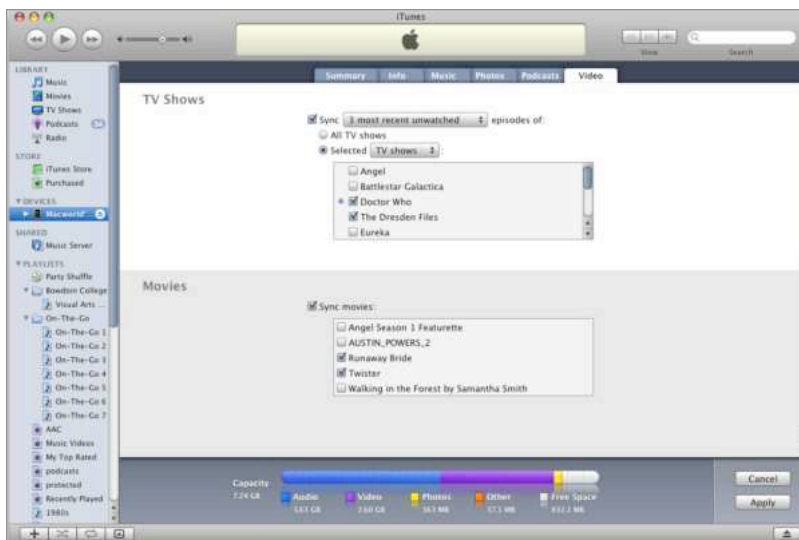 iTunes
View
Search
LIBRARY
Music
Movies
TV Shows
Podcasts
Radio
STORE
iTunes Store
Purchased
DEVICES
Macworld'...
SHARED
Music Server
PLAYLISTS
Party Shuffle
Bowdoin College
Visual Arts ...
On-The-Go
On-The-Go 1
On-The-Go 2
On-The-Go 3
On-The-Go 4
On-The-Go 5
On-The-Go 6
On-The-Go 7
AAC
Music Videos
My Top Rated
podcasts
protected
Recently Played
1980s
Summary Info Music Photos Podcasts Video
TV Shows
Sync 3 most recent unwatched episodes of:
All TV shows
Selected TV shows :
Angel
Battlestar Galactica
Doctor Who
The Dresden Files
Eureka
Movies
Sync movies:
Angel Season 1 Featurette
AUSTIN_POWERS_2
Runaway Bride
Twister
Walking in the Forest by Samantha Smith
Capacity
7.24 GB
Audio Video Photos Other Free Space
Cancel
Apply